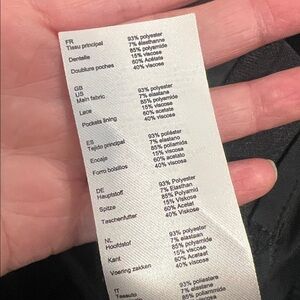 FR
Tissu principal 93% polyester
7% élasthanne
Dentelle 85% polyamide
15% viscose
Doublure poches 60% Acétate
40% viscose
GB
US 93% polyester
Main fabric 7% elastane
85% polyamide
Lace 15% viscose
60% acetate
Pockets lining 40% viscose
ES 93% poliéster
Tejido principal 7% elastano
85% poliamida
Encaje 15% viscosa
60% acetato
Forro bolsillos 40% viscosa
DE 93% Polyester
Hauptstoff 7% Elasthan
85% Polyamid
Spitze 15% Viskose
60% Acetat
Taschenfutter 40% Viskose
NL 93% polyester
Hoofdstof 7% elastaan
85% polyamide
Kant 15% viscose
60% Acetaat
Voering zakken 40% viscose
IT 93% poliestere
Tessuto 7% elastano